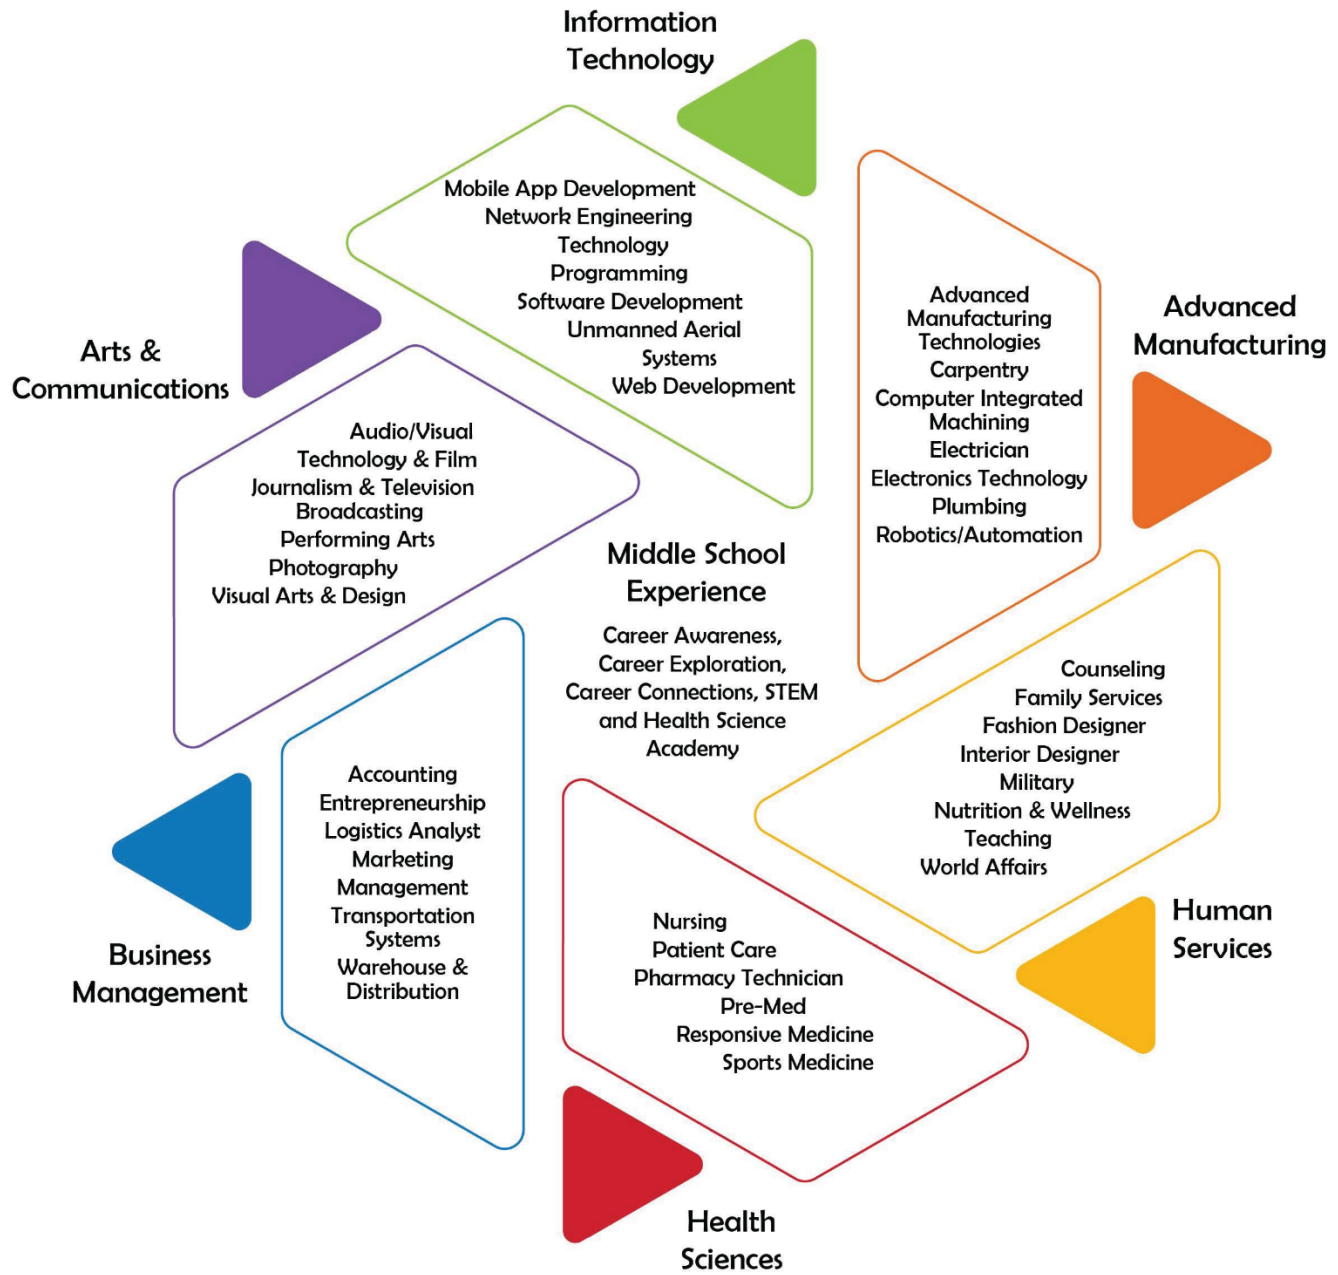 Information
Technology
Mobile App Development
Network Engineering
Technology
Programming
Software Development
Unmanned Aerial
Systems
Web Development
Advanced
Manufacturing
Advanced
Manufacturing
Technologies
Carpentry
Computer Integrated
Machining
Electrician
Electronics Technology
Plumbing
Robotics/Automation
Arts &
Communications
Audio/Visual
Technology & Film
Journalism & Television
Broadcasting
Performing Arts
Photography
Visual Arts & Design
Middle School
Experience
Career Awareness,
Career Exploration,
Career Connections, STEM
and Health Science
Academy
Counseling
Family Services
Fashion Designer
Interior Designer
Military
Nutrition & Wellness
Teaching
World Affairs
Human
Services
Accounting
Entrepreneurship
Logistics Analyst
Marketing
Management
Transportation
Systems
Warehouse &
Distribution
Business
Management
Nursing
Patient Care
Pharmacy Technician
Pre-Med
Responsive Medicine
Sports Medicine
Health
Sciences